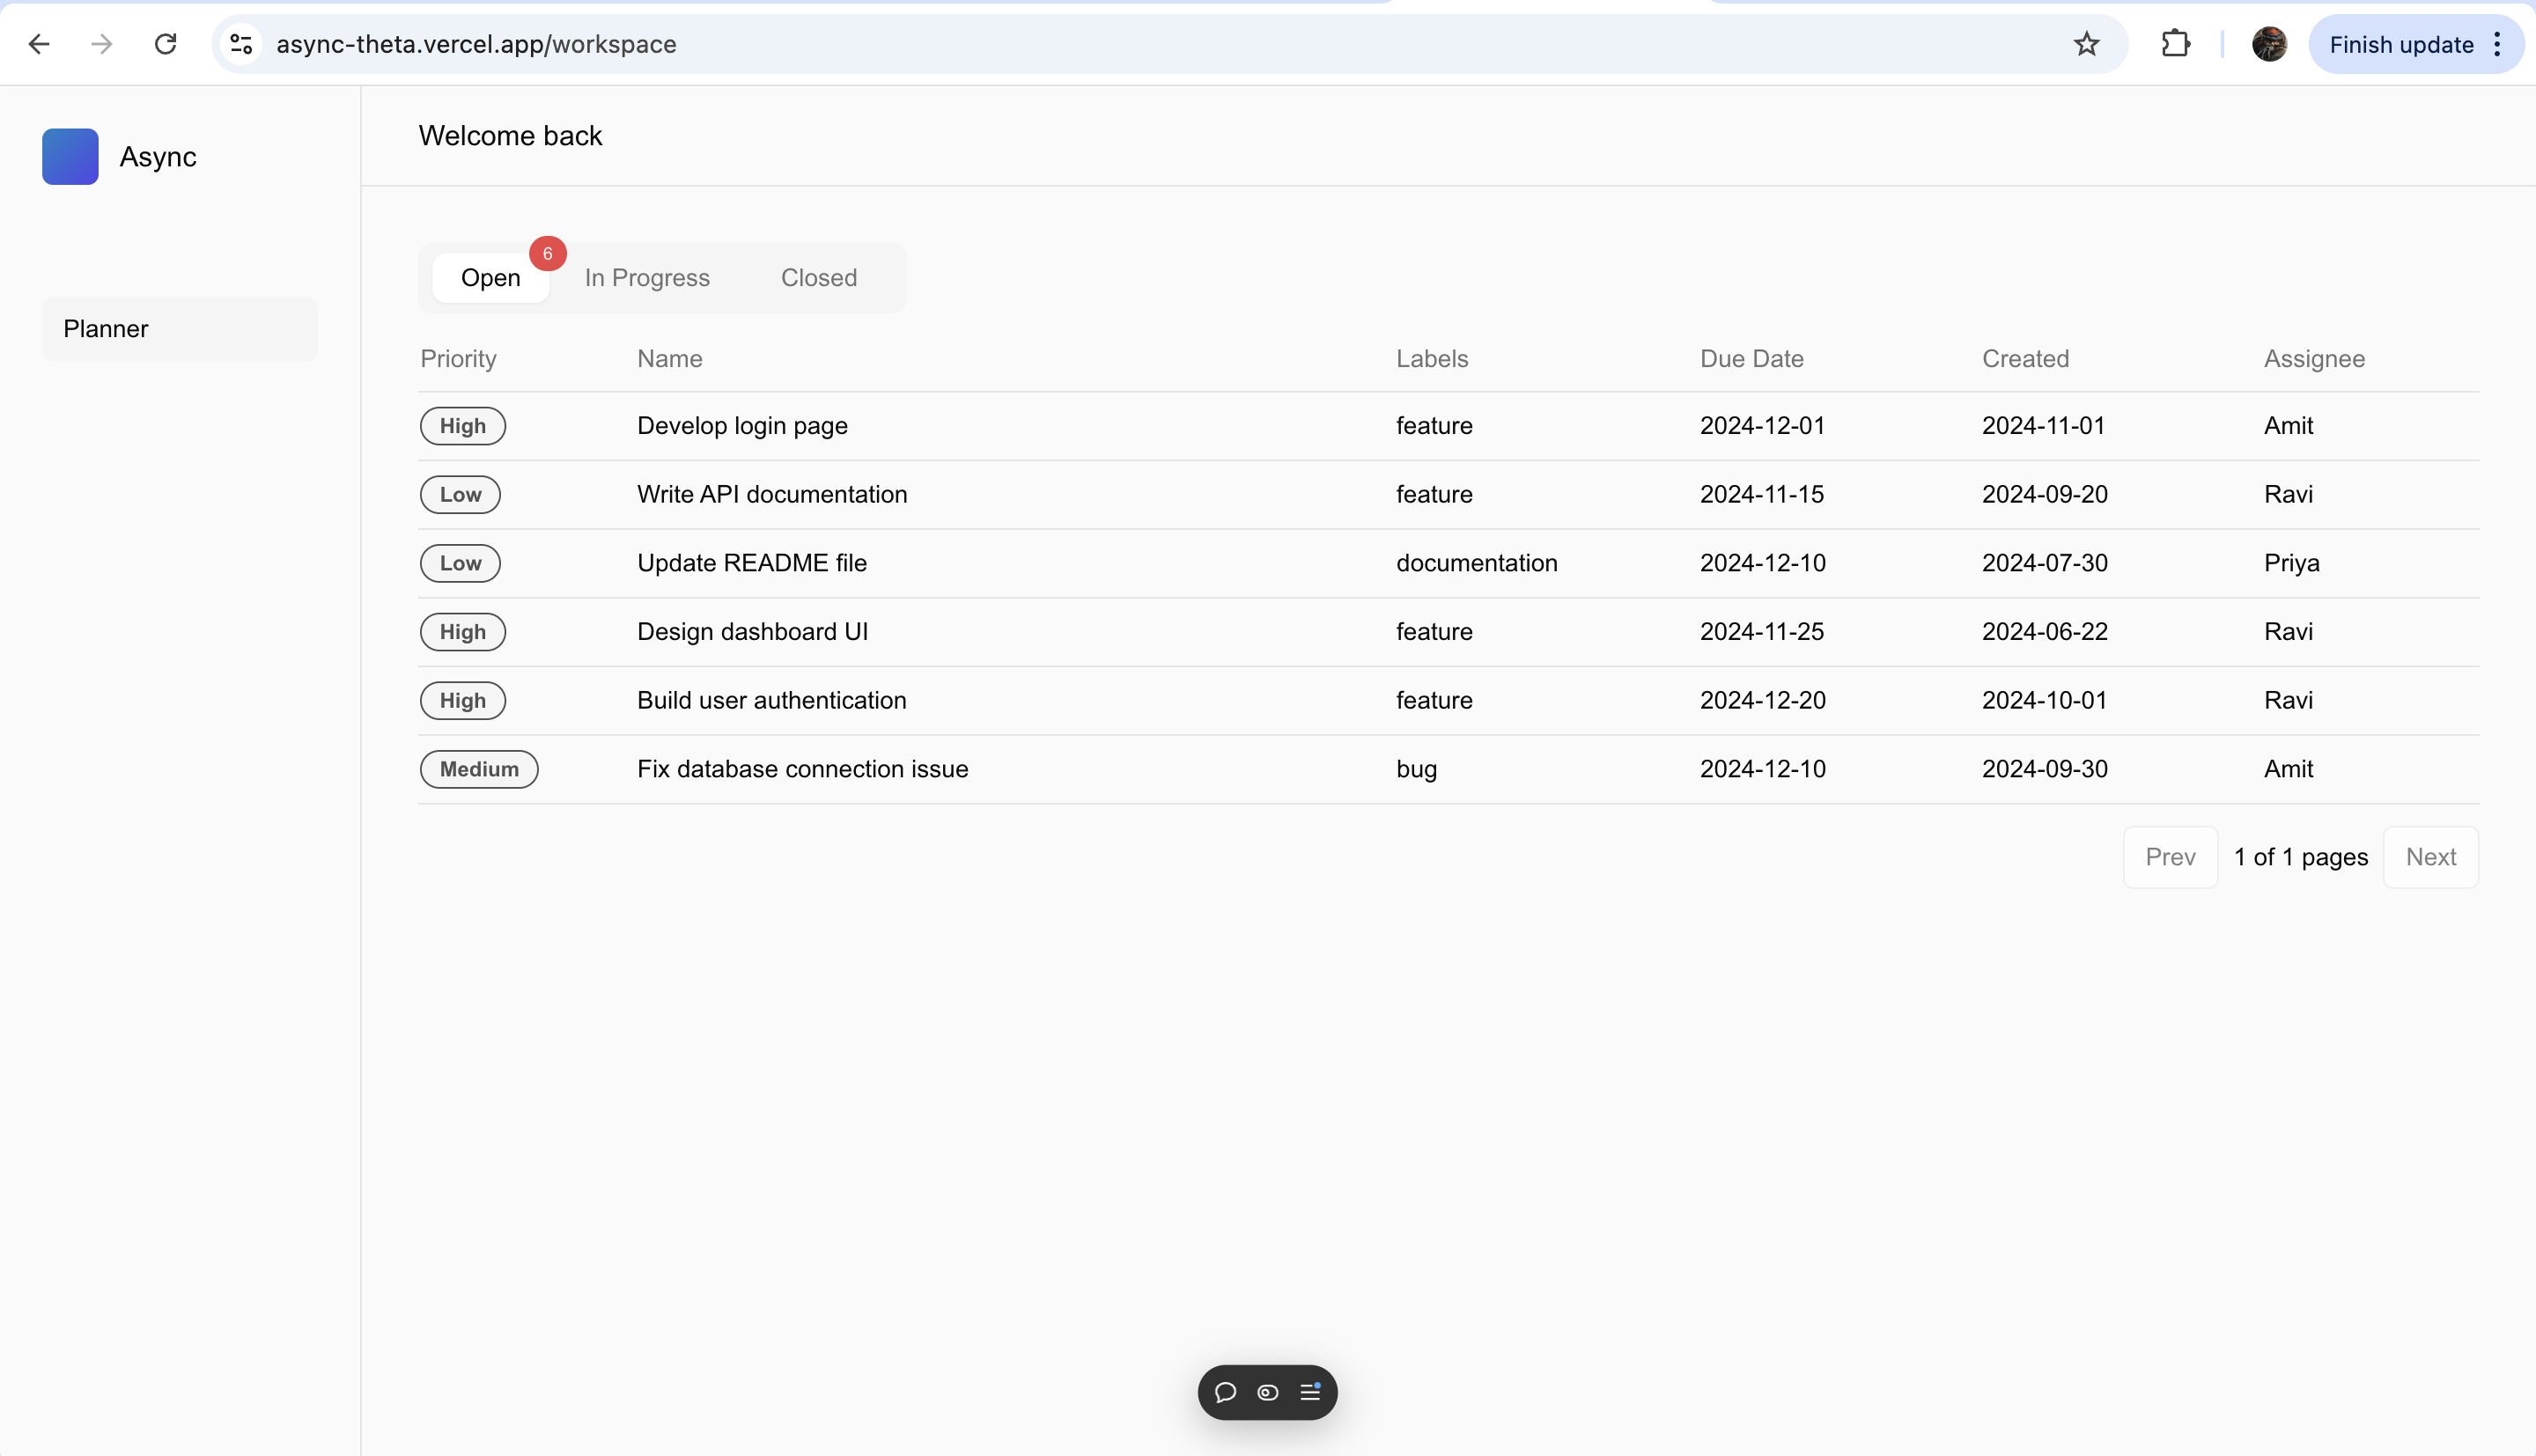 async-theta.vercel.app/workspace
Finish update
Async
Welcome back
Planner
Open 6 In Progress Closed
Priority Name Labels Due Date Created Assignee
High Develop login page feature 2024-12-01 2024-11-01 Amit
Low Write API documentation feature 2024-11-15 2024-09-20 Ravi
Low Update README file documentation 2024-12-10 2024-07-30 Priya
High Design dashboard UI feature 2024-11-25 2024-06-22 Ravi
High Build user authentication feature 2024-12-20 2024-10-01 Ravi
Medium Fix database connection issue bug 2024-12-10 2024-09-30 Amit
Prev 1 of 1 pages Next